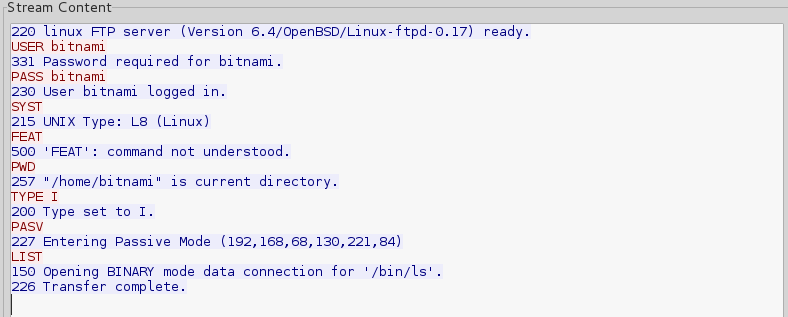 Stream Content
220 linux FTP server (Version 6.4/OpenBSD/Linux-ftpd-0.17) ready.
USER bitnami
331 Password required for bitnami.
PASS bitnami
230 User bitnami logged in.
SYST
215 UNIX Type: L8 (Linux)
FEAT
500 'FEAT': command not understood.
PWD
257 "/home/bitnami" is current directory.
TYPE I
200 Type set to I.
PASV
227 Entering Passive Mode (192,168,68,130,221,84)
LIST
150 Opening BINARY mode data connection for '/bin/ls'.
226 Transfer complete.